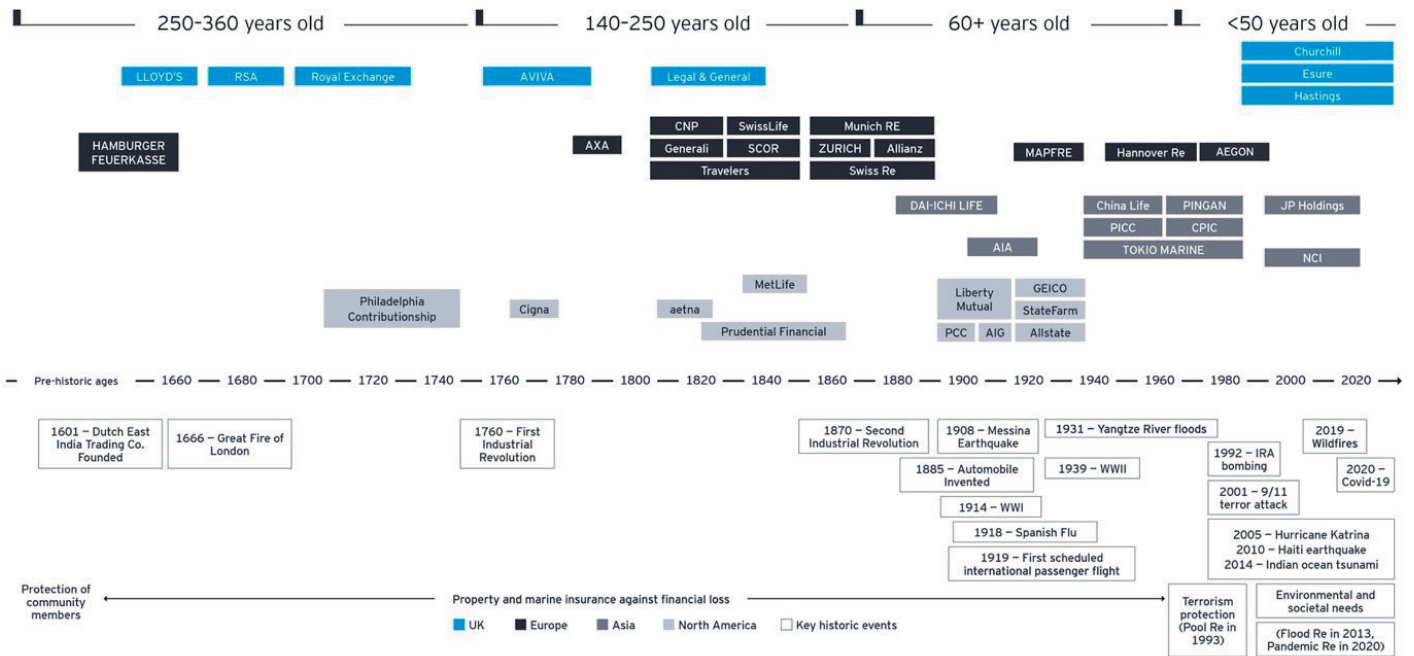 250-360 years old
140-250 years old
60+ years old
<50 years old
LLOYD'S
RSA
Royal Exchange
AVIVA
Legal & General
Churchill
Esure
Hastings
HAMBURGER
FEUERKASSE
AXA
CNP
SwissLife
Generali
SCOR
Travelers
Munich RE
ZURICH
Allianz
Swiss Re
MAPFRE
Hannover Re
AEGON
DAI-ICHI LIFE
AIA
China Life
PINGAN
PICC
CPIC
TOKIO MARINE
JP Holdings
NCI
Philadelphia
Contributionship
Cigna
aetna
MetLife
Prudential Financial
Liberty
Mutual
PCC
AIG
GEICO
StateFarm
Allstate
Pre-historic ages — 1660 — 1680 — 1700 — 1720 — 1740 — 1760 — 1780 — 1800 — 1820 — 1840 — 1860 — 1880 — 1900 — 1920 — 1940 — 1960 — 1980 — 2000 — 2020
1601 – Dutch East
India Trading Co.
Founded
1666 – Great Fire of
London
1760 – First
Industrial
Revolution
1870 – Second
Industrial Revolution
1885 – Automobile
Invented
1908 – Messina
Earthquake
1914 – WWI
1918 – Spanish Flu
1919 – First scheduled
international passenger flight
1931 – Yangtze River floods
1939 – WWII
1992 – IRA
bombing
2001 – 9/11
terror attack
2019 –
Wildfires
2020 –
Covid-19
2005 – Hurricane Katrina
2010 – Haiti earthquake
2014 – Indian ocean tsunami
Protection of
community
members
Property and marine insurance against financial loss
Terrorism
protection
(Pool Re in
1993)
Environmental and
societal needs
(Flood Re in 2013,
Pandemic Re in 2020)
UK
Europe
Asia
North America
Key historic events